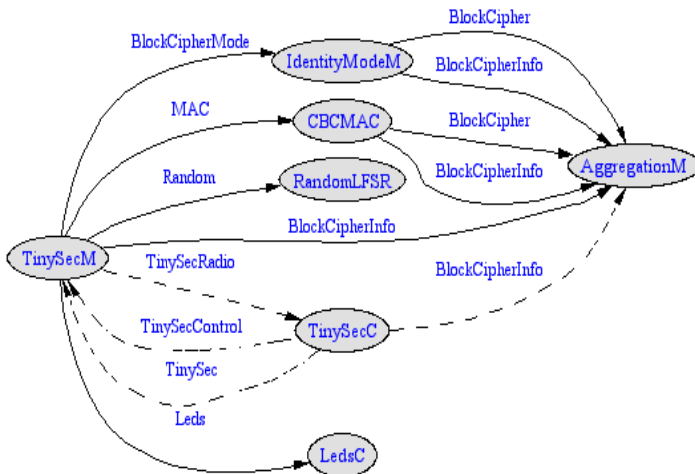 BlockCipher
BlockCipherMode
IdentityModeM
BlockCipherInfo
MAC
CBCMAC
BlockCipher
AggregationM
Random
RandomLFSR
BlockCipherInfo
BlockCipherInfo
TinySecM
TinySecRadio
BlockCipherInfo
TinySecControl
TinySecC
TinySec
Leds
LedsC